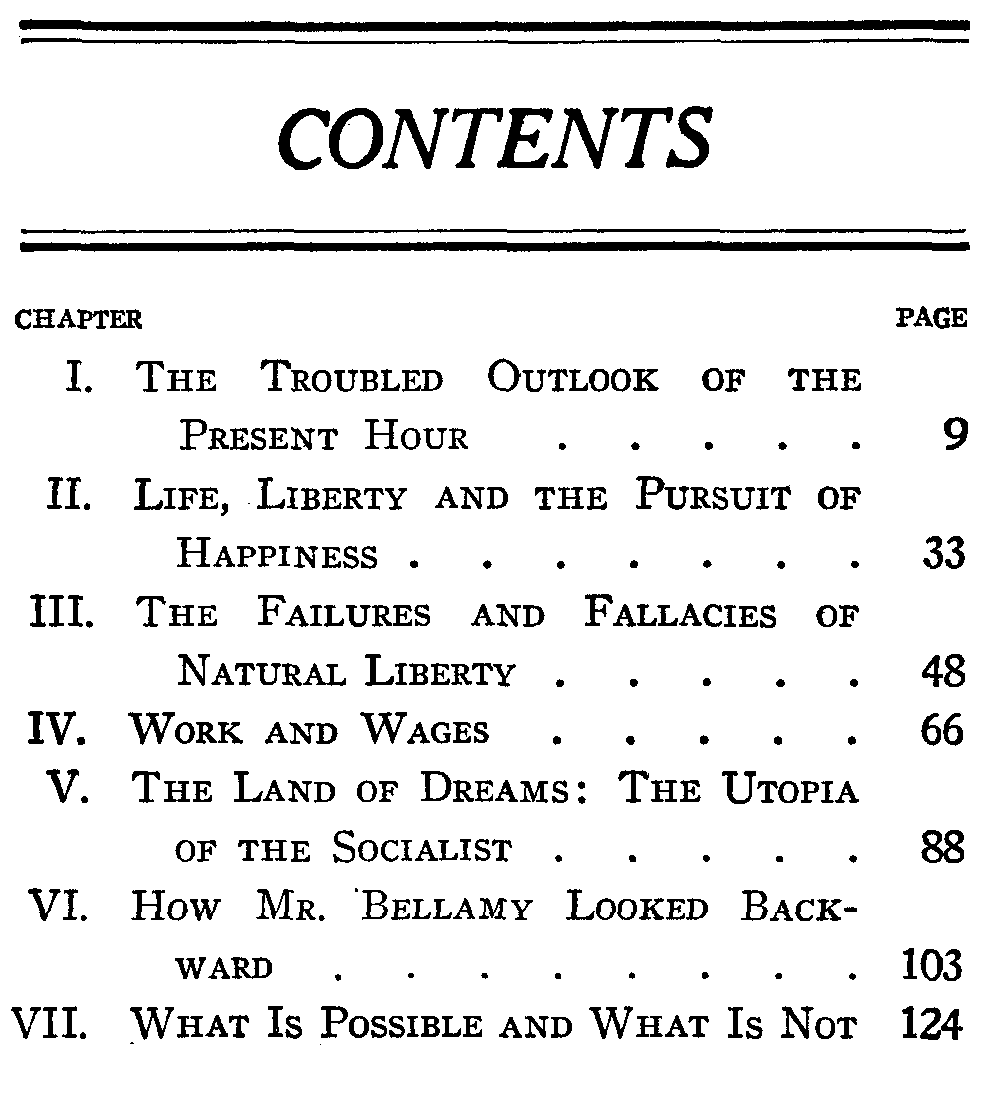 CONTENTS
CHAPTER PAGE
I. THE TROUBLED OUTLOOK OF THE
PRESENT HOUR . . . . . 9
II. LIFE, LIBERTY AND THE PURSUIT OF
HAPPINESS . . . . . . . 33
III. THE FAILURES AND FALLACIES OF
NATURAL LIBERTY . . . . . 48
IV. WORK AND WAGES . . . . . 66
V. THE LAND OF DREAMS: THE UTOPIA
OF THE SOCIALIST . . . . . 88
VI. HOW MR. BELLAMY LOOKED BACK-
WARD . . . . . . . . 103
VII. WHAT IS POSSIBLE AND WHAT IS NOT 124